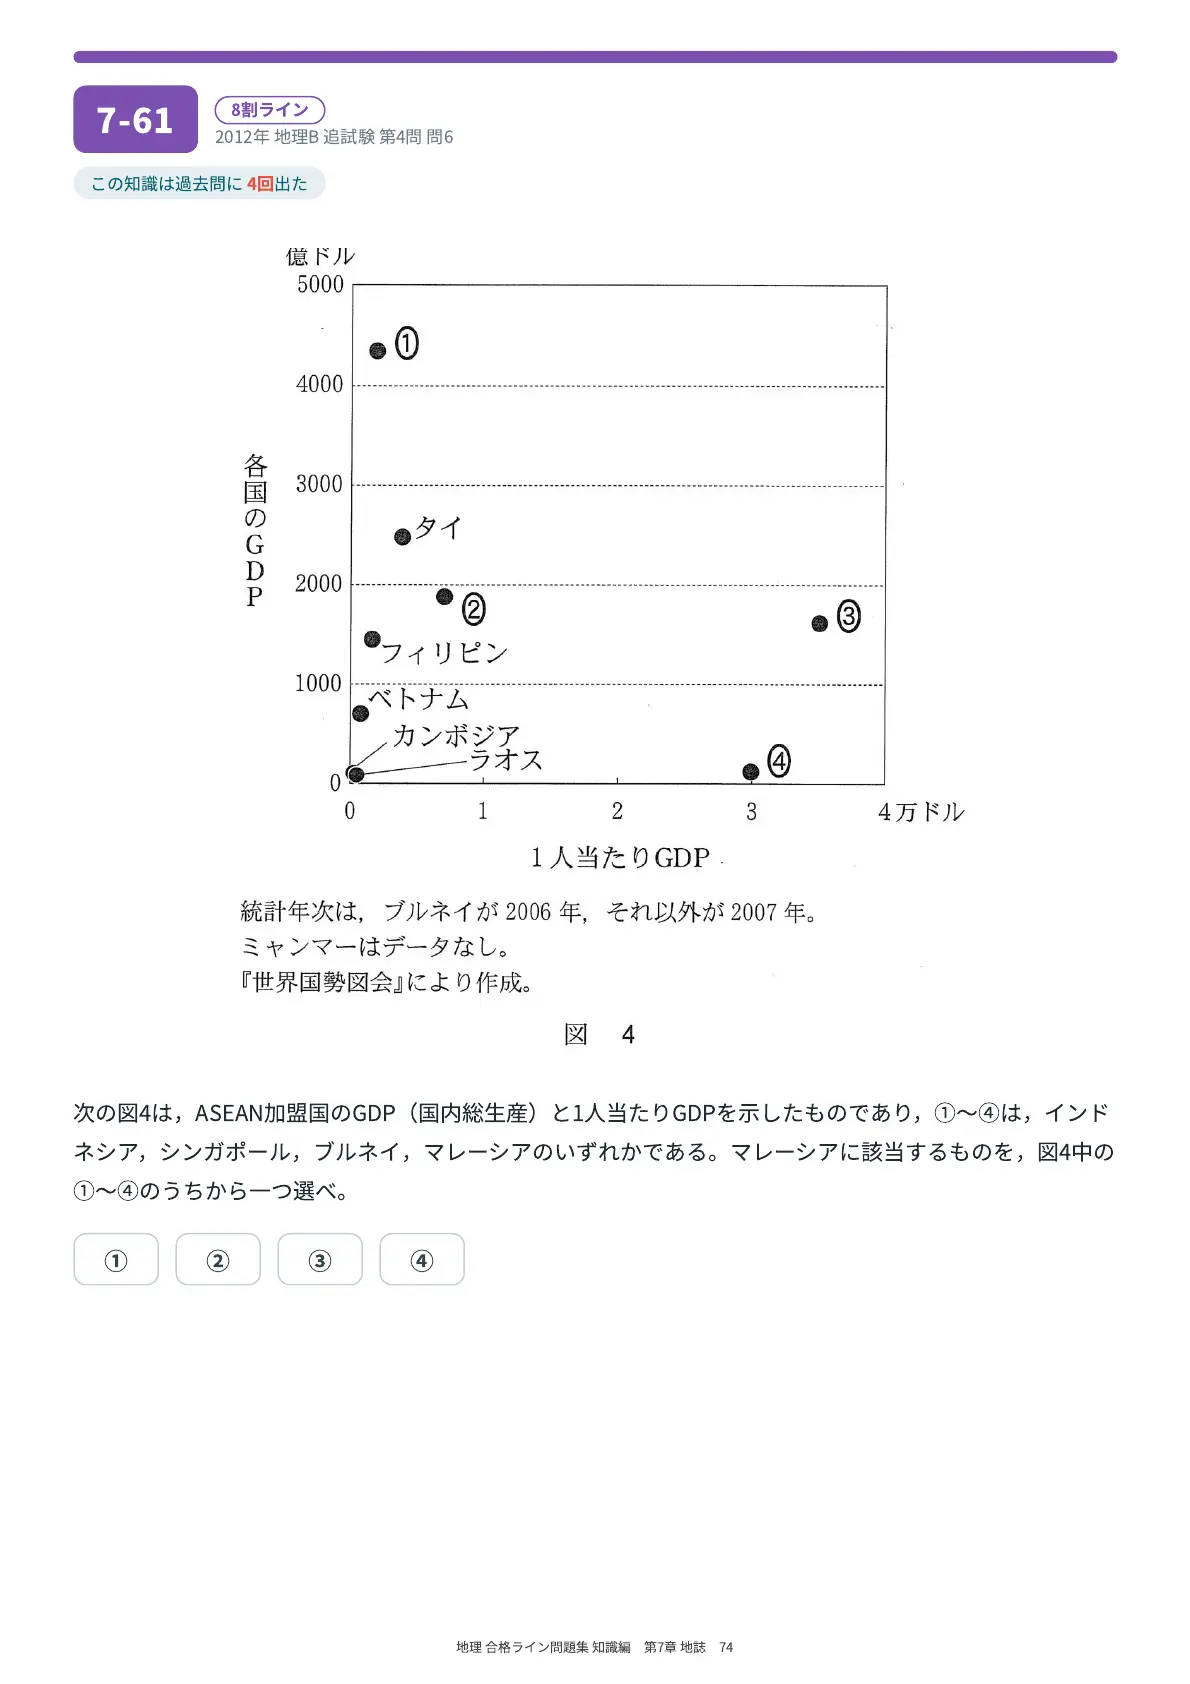 7-61
8割ライン
2012年 地理B 追試験 第4問 問6
この知識は過去問に 4回出た
億ドル
5000
①
4000
各国のGDP
3000
タイ
2000
②
③
フィリピン
1000
ベトナム
カンボジア
ラオス
④
0
0 1 2 3 4万ドル
1人当たりGDP
統計年次は，ブルネイが 2006 年，それ以外が 2007 年。
ミャンマーはデータなし。
『世界国勢図会』により作成。
図 4
次の図4は，ASEAN加盟国のGDP（国内総生産）と1人当たりGDPを示したものであり，①～④は，インド
ネシア，シンガポール，ブルネイ，マレーシアのいずれかである。マレーシアに該当するものを，図4中の
①～④のうちから一つ選べ。
① ② ③ ④
地理 合格ライン問題集 知識編 第7章 地誌 74